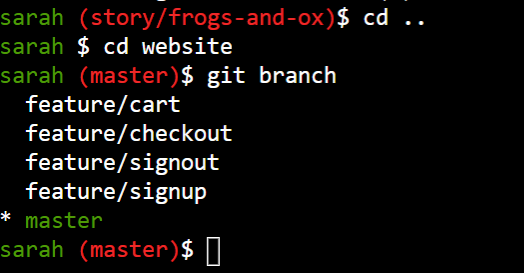 sarah (story/frogs-and-ox)$ cd ..
sarah $ cd website
sarah (master)$ git branch
  feature/cart
  feature/checkout
  feature/signout
  feature/signup
* master
sarah (master)$